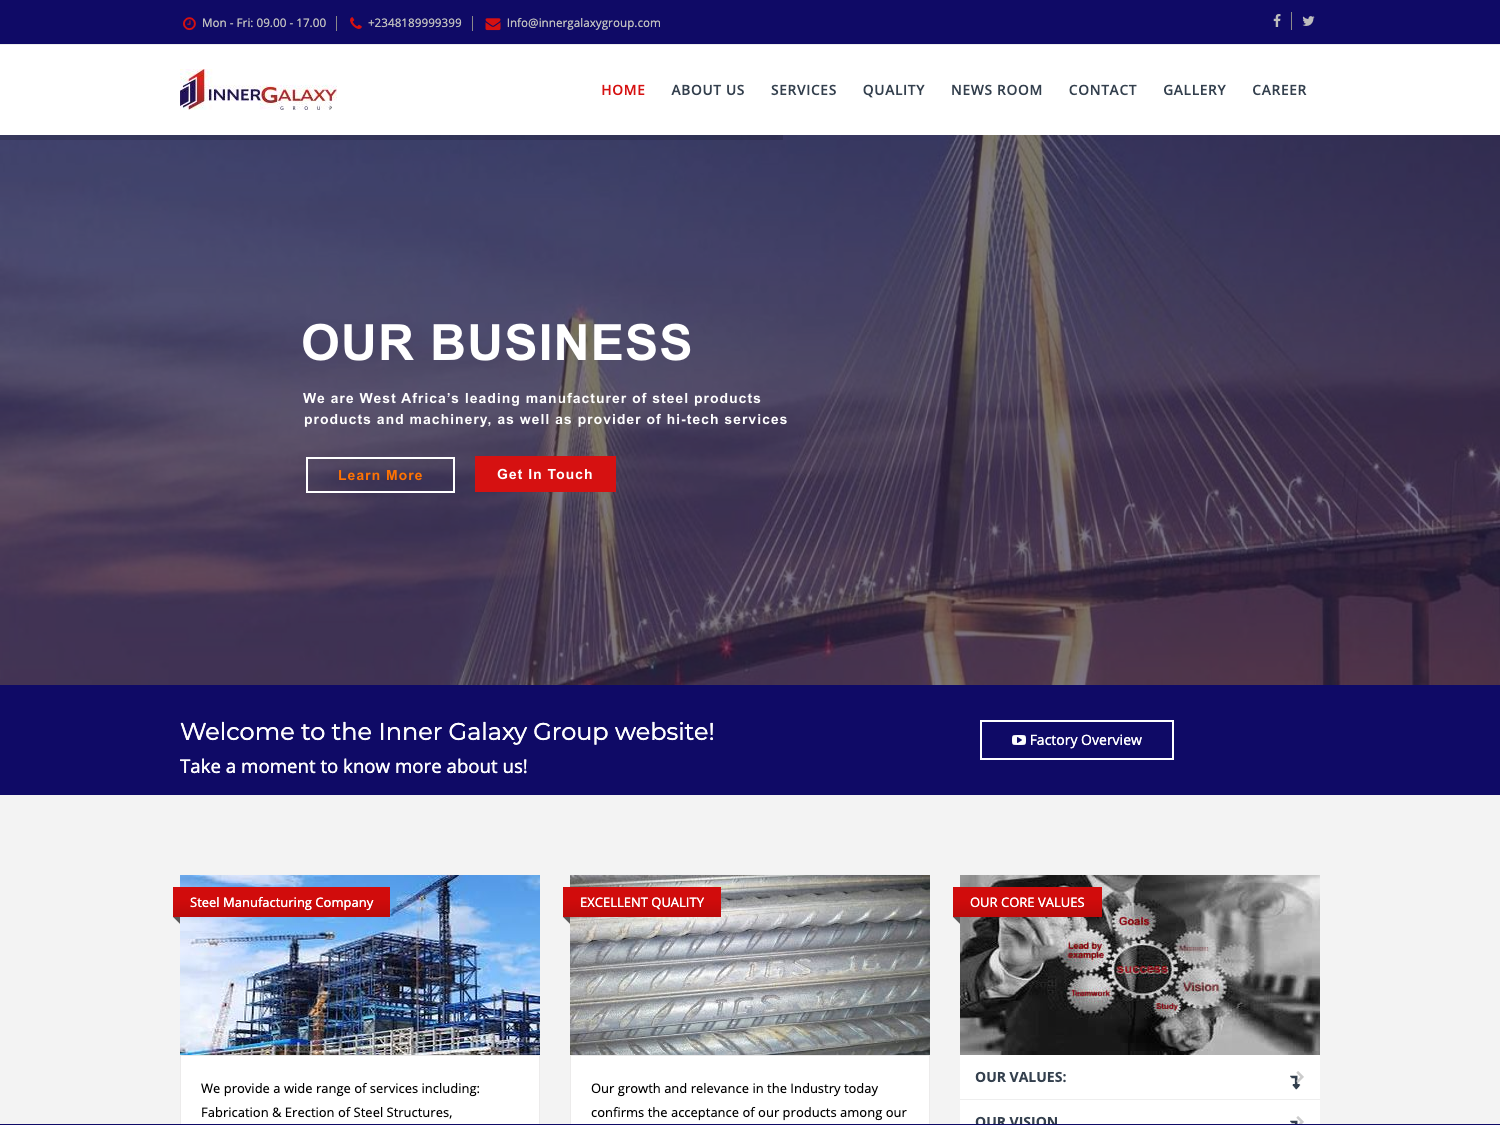 Mon - Fri: 09.00 - 17.00
+2348189999399
Info@innergalaxygroup.com
INNERGALAXY
GROUP
HOME
ABOUT US
SERVICES
QUALITY
NEWS ROOM
CONTACT
GALLERY
CAREER
OUR BUSINESS
We are West Africa’s leading manufacturer of steel products
products and machinery, as well as provider of hi-tech services
Learn More
Get In Touch
Welcome to the Inner Galaxy Group website!
Take a moment to know more about us!
Factory Overview
Steel Manufacturing Company
We provide a wide range of services including:
Fabrication & Erection of Steel Structures,
EXCELLENT QUALITY
IGS 16
IGS
Our growth and relevance in the Industry today
confirms the acceptance of our products among our
OUR CORE VALUES
Goals
Lead by
example
Mission
SUCCESS
Teamwork
Vision
Study
OUR VALUES:
OUR VISION